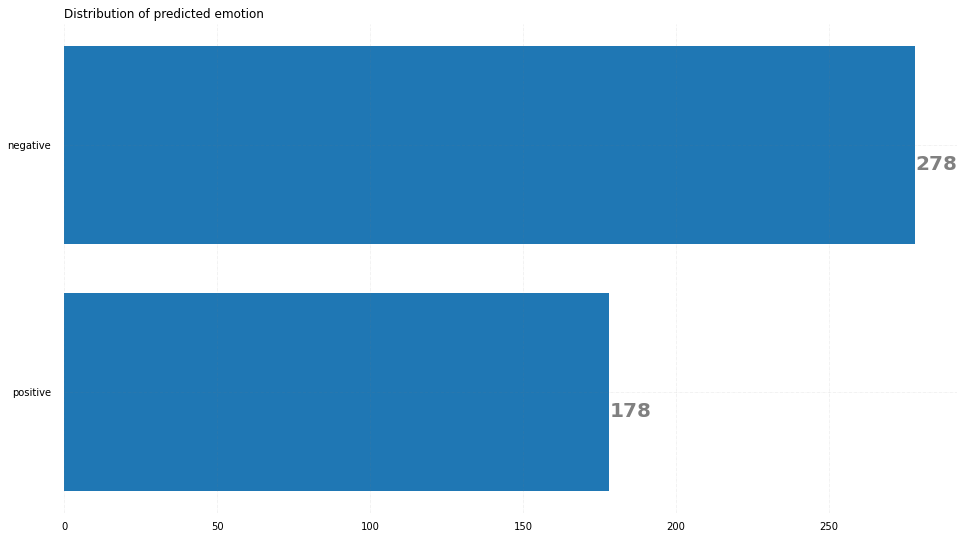 Distribution of predicted emotion
negative
278
positive
178
0 50 100 150 200 250